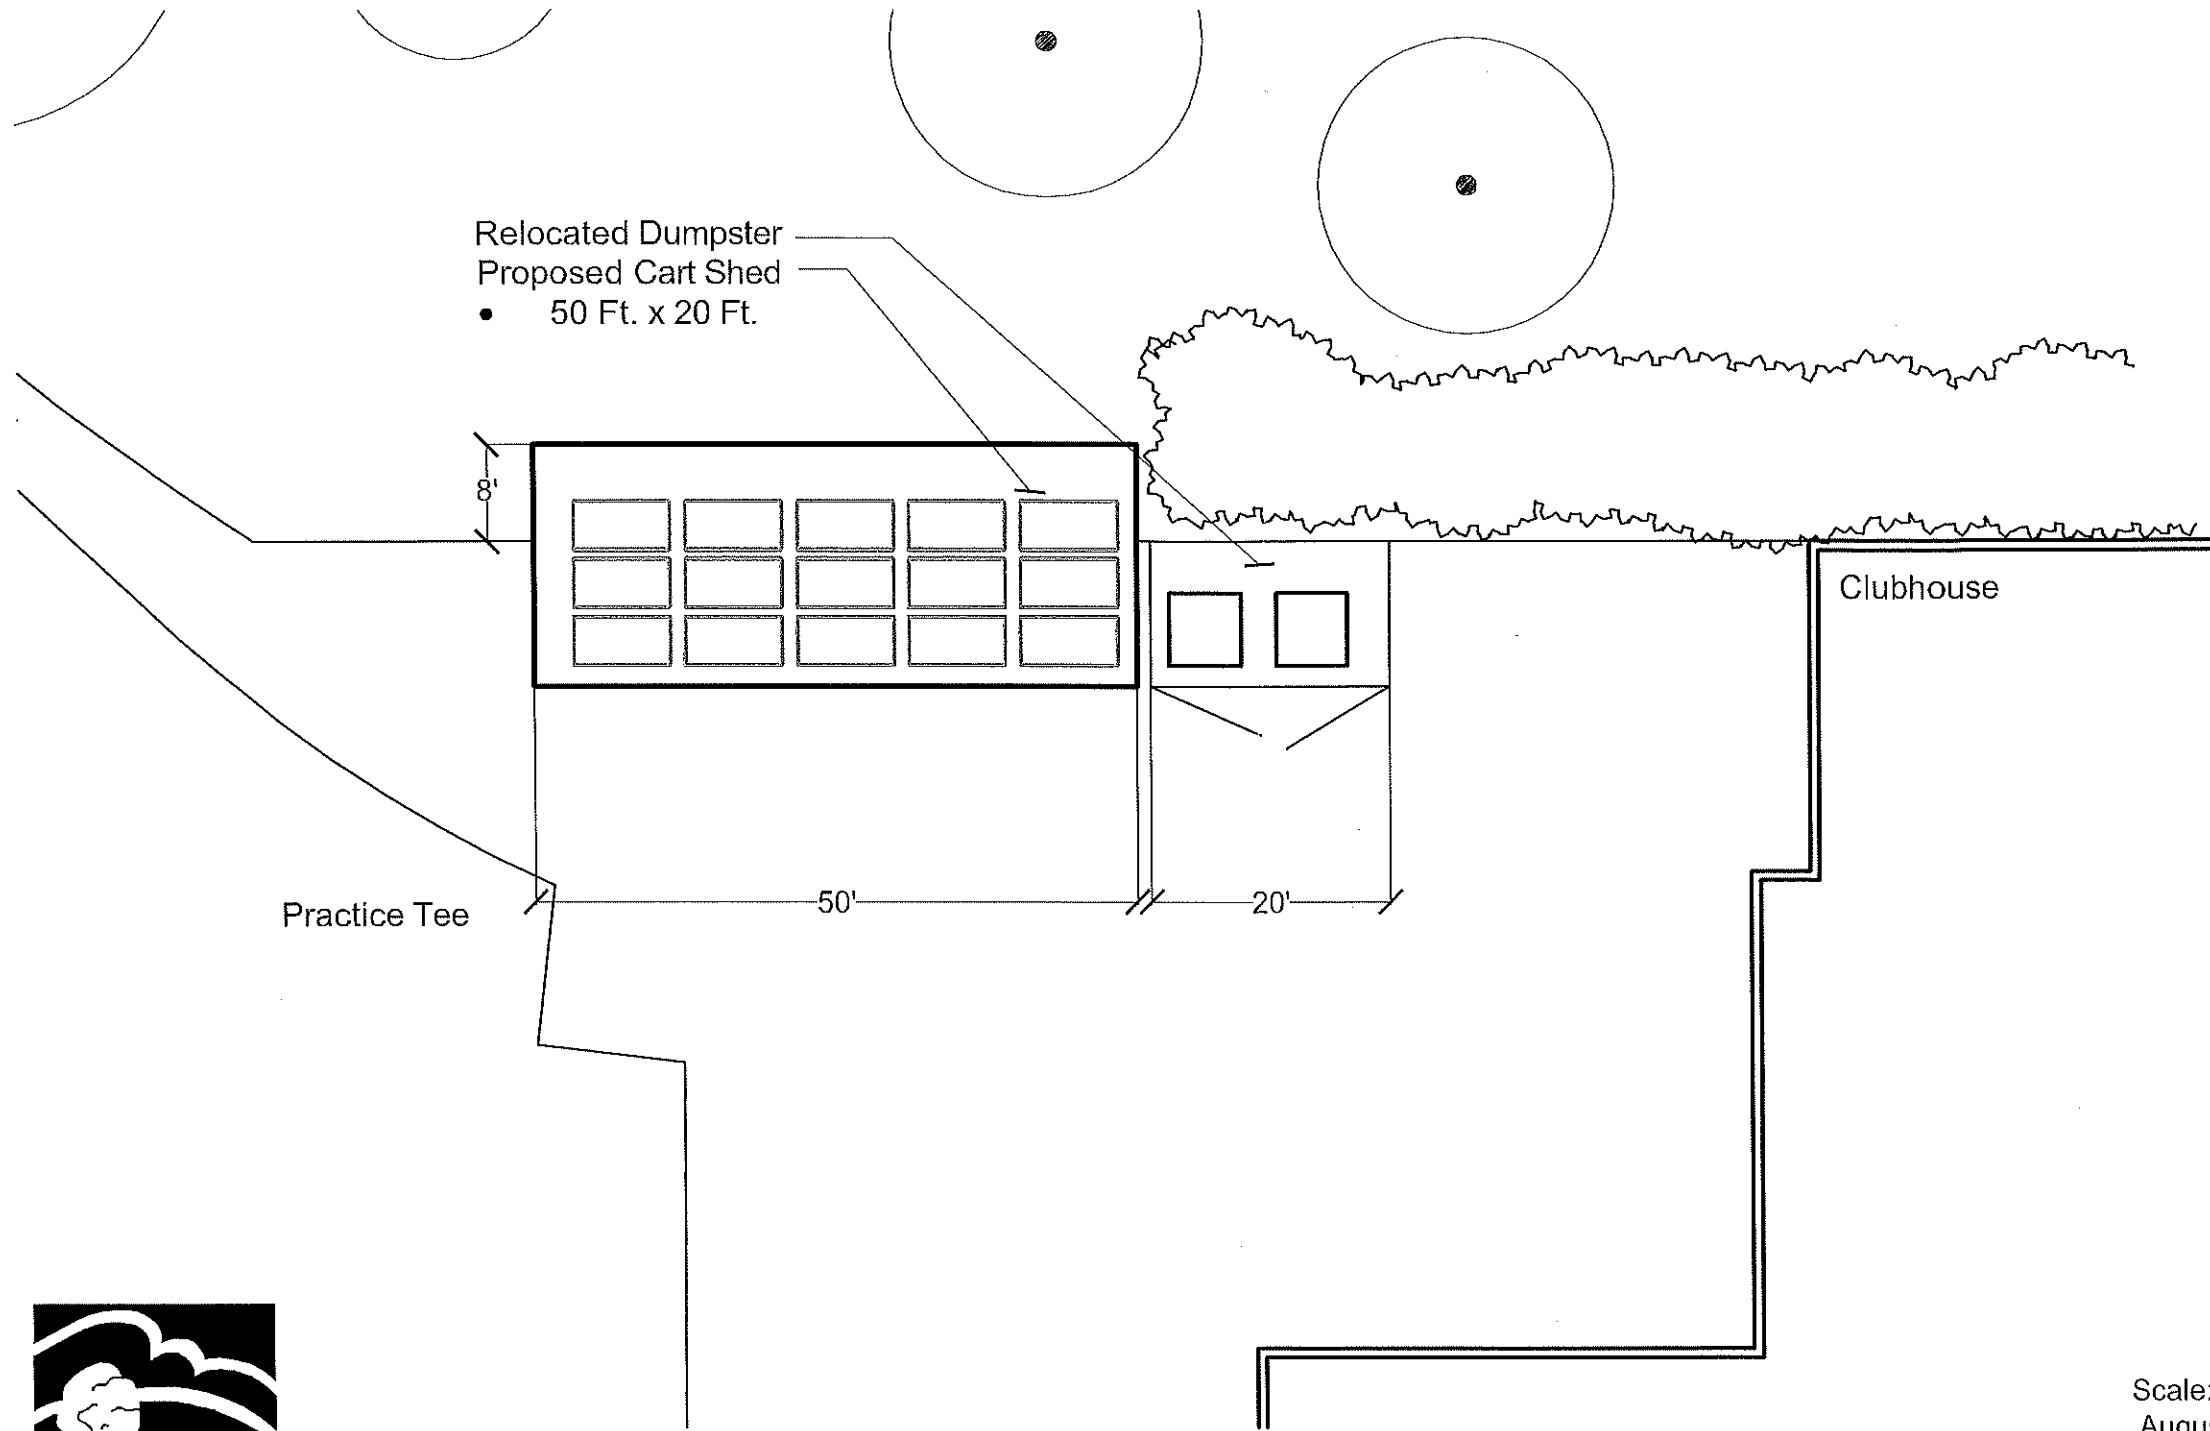 Relocated Dumpster
Proposed Cart Shed
• 50 Ft. x 20 Ft.
8'
Clubhouse
Practice Tee
50'
20'
Scale: